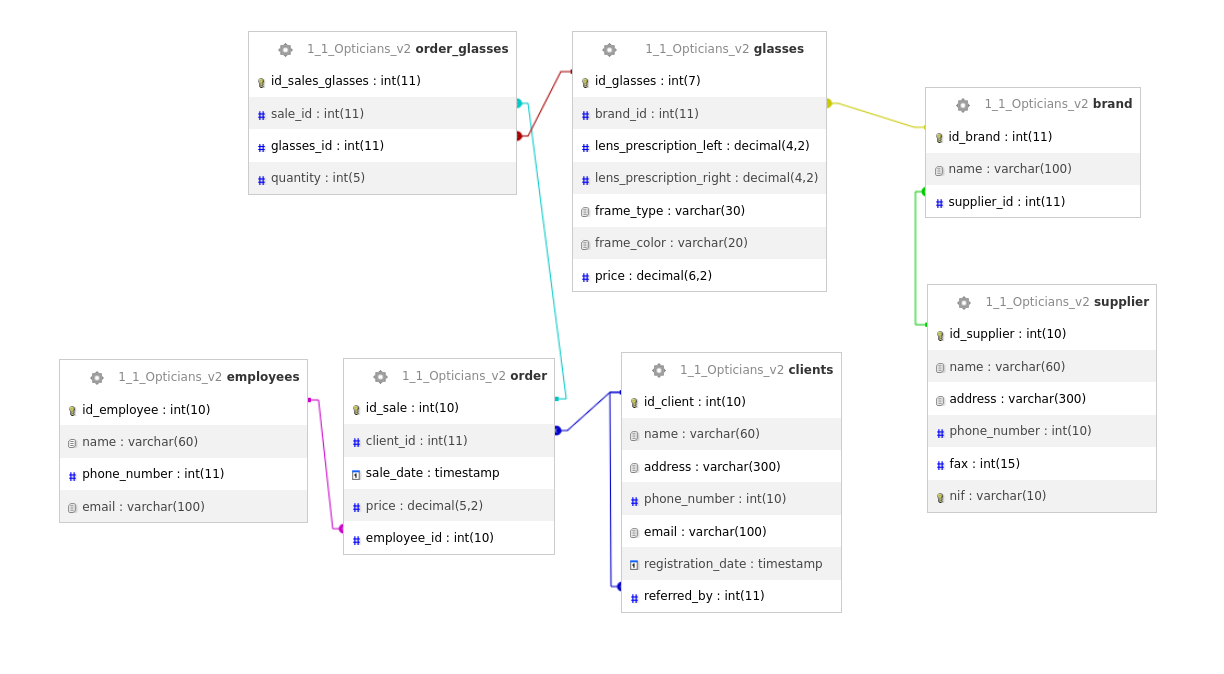 1_1_Opticians_v2 order_glasses
id_sales_glasses : int(11)
sale_id : int(11)
glasses_id : int(11)
quantity : int(5)
1_1_Opticians_v2 glasses
id_glasses : int(7)
brand_id : int(11)
lens_prescription_left : decimal(4,2)
lens_prescription_right : decimal(4,2)
frame_type : varchar(30)
frame_color : varchar(20)
price : decimal(6,2)
1_1_Opticians_v2 brand
id_brand : int(11)
name : varchar(100)
supplier_id : int(11)
1_1_Opticians_v2 supplier
id_supplier : int(10)
name : varchar(60)
address : varchar(300)
phone_number : int(10)
fax : int(15)
nif : varchar(10)
1_1_Opticians_v2 employees
id_employee : int(10)
name : varchar(60)
phone_number : int(11)
email : varchar(100)
1_1_Opticians_v2 order
id_sale : int(10)
client_id : int(11)
sale_date : timestamp
price : decimal(5,2)
employee_id : int(10)
1_1_Opticians_v2 clients
id_client : int(10)
name : varchar(60)
address : varchar(300)
phone_number : int(10)
email : varchar(100)
registration_date : timestamp
referred_by : int(11)